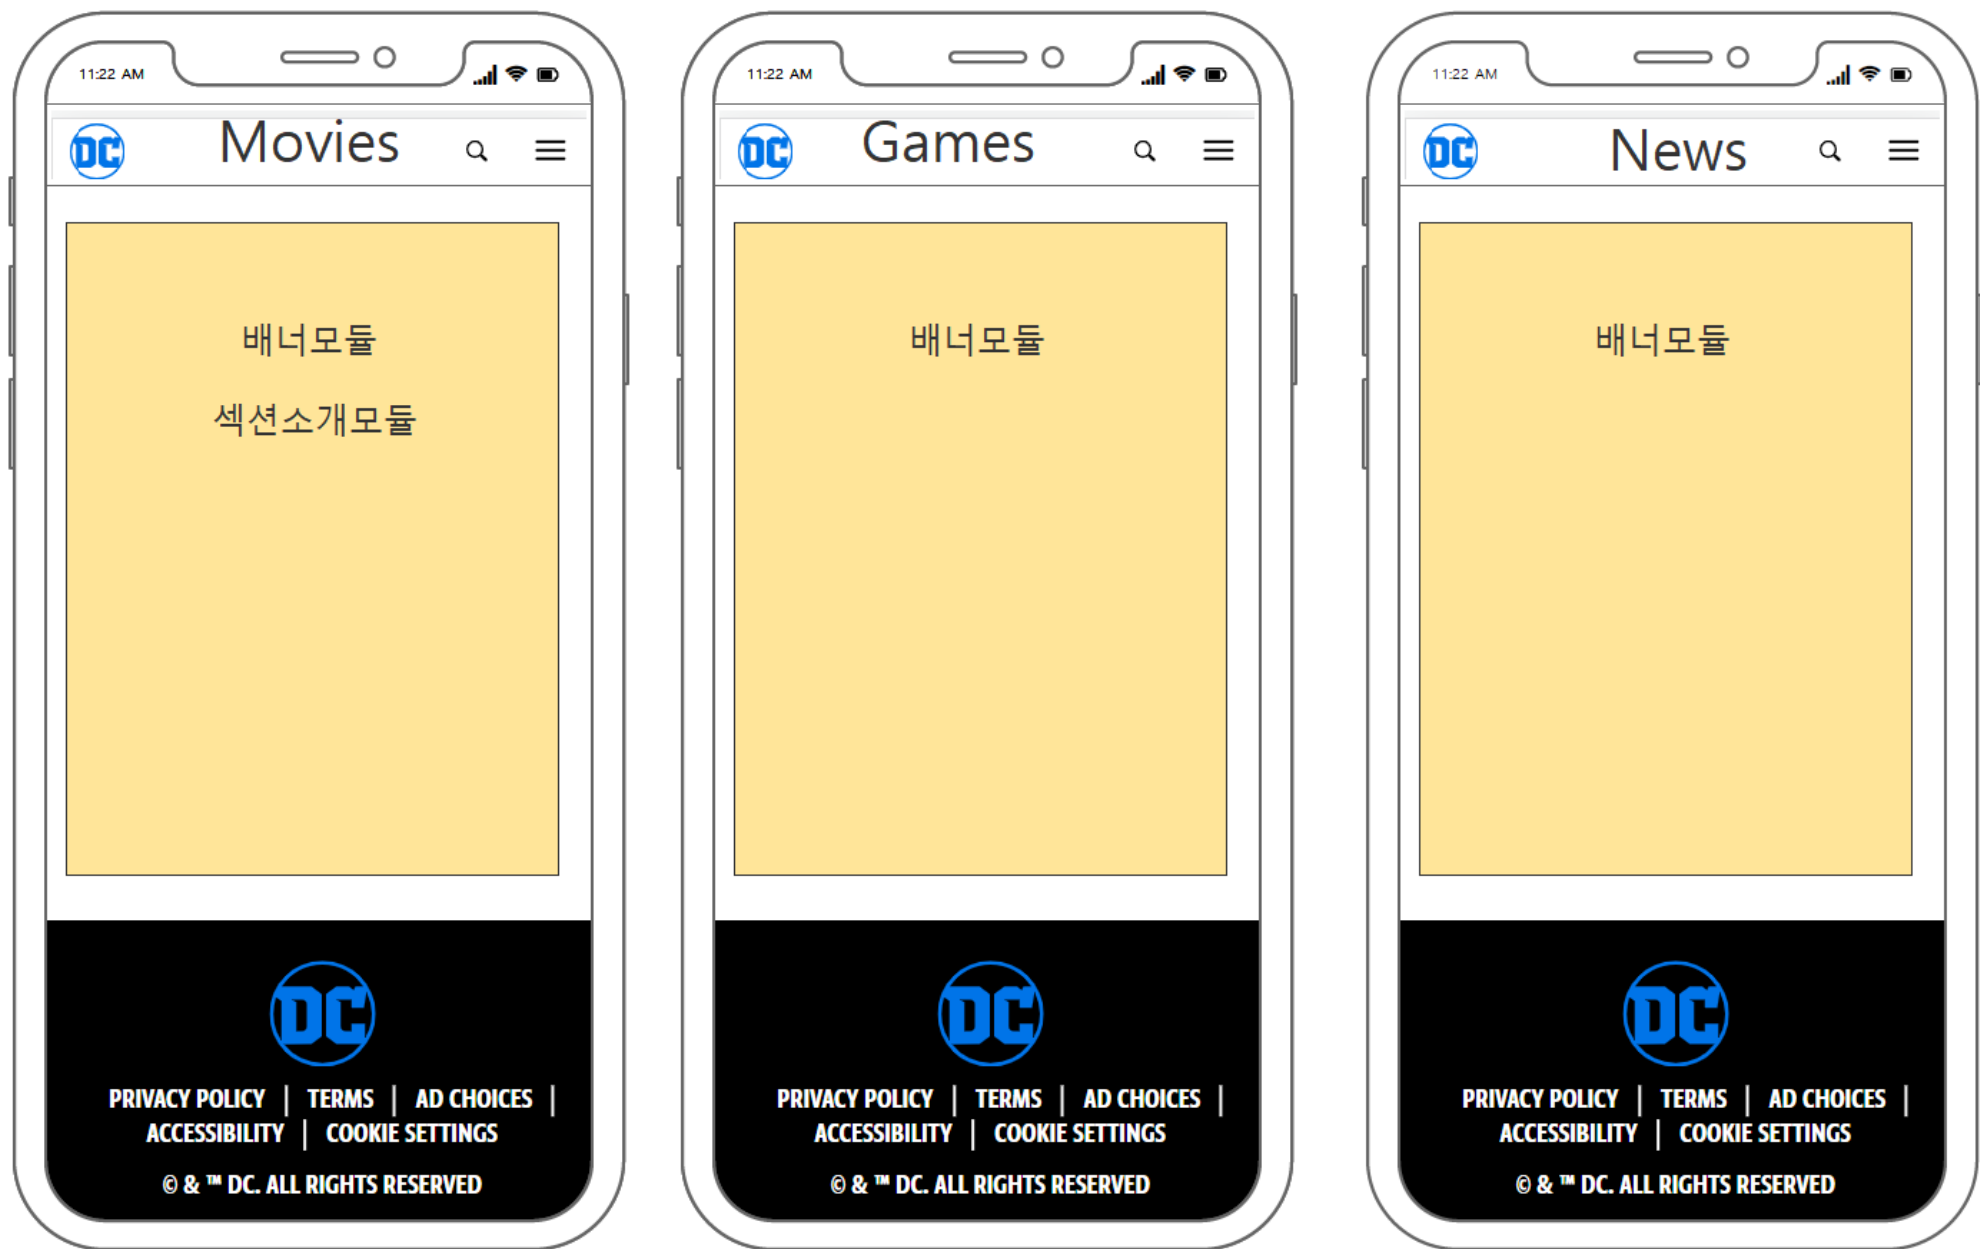 11:22 AM
DC
Movies
배너모듈
섹션소개모듈
DC
PRIVACY POLICY | TERMS | AD CHOICES |
ACCESSIBILITY | COOKIE SETTINGS
© & ™ DC. ALL RIGHTS RESERVED
11:22 AM
DC
Games
배너모듈
DC
PRIVACY POLICY | TERMS | AD CHOICES |
ACCESSIBILITY | COOKIE SETTINGS
© & ™ DC. ALL RIGHTS RESERVED
11:22 AM
DC
News
배너모듈
DC
PRIVACY POLICY | TERMS | AD CHOICES |
ACCESSIBILITY | COOKIE SETTINGS
© & ™ DC. ALL RIGHTS RESERVED